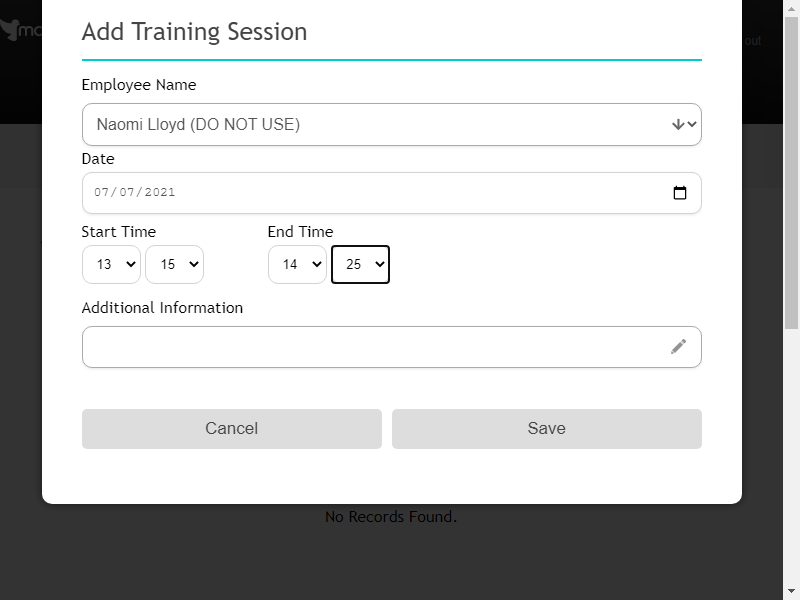 Add Training Session
out
Employee Name
Naomi Lloyd (DO NOT USE)
Date
07/07/2021
Start Time
End Time
13
15
14
25
Additional Information
Cancel
Save
No Records Found.